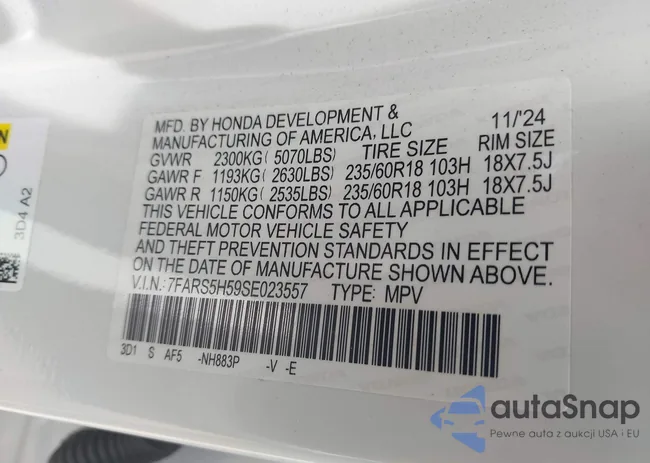 N
3D4 A2
MFD. BY HONDA DEVELOPMENT &
MANUFACTURING OF AMERICA, LLC 11/'24
GVWR 2300KG ( 5070LBS) TIRE SIZE RIM SIZE
GAWR F 1193KG ( 2630LBS) 235/60R18 103H 18X7.5J
GAWR R 1150KG ( 2535LBS) 235/60R18 103H 18X7.5J
THIS VEHICLE CONFORMS TO ALL APPLICABLE
FEDERAL MOTOR VEHICLE SAFETY
AND THEFT PREVENTION STANDARDS IN EFFECT
ON THE DATE OF MANUFACTURE SHOWN ABOVE.
V.I.N.: 7FARS5H59SE023557 TYPE: MPV
3D1 S AF5 -NH883P -V -E
autaSnap
Pewne auta z aukcji USA i EU